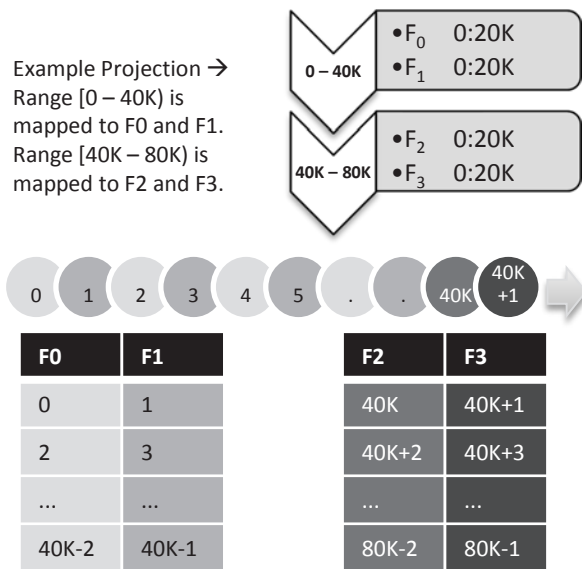 Example Projection →
Range [0 – 40K) is
mapped to F0 and F1.
Range [40K – 80K) is
mapped to F2 and F3.
0 – 40K
•F₀ 0:20K
•F₁ 0:20K
40K – 80K
•F₂ 0:20K
•F₃ 0:20K
0 1 2 3 4 5 . . 40K 40K+1
F0 F1
0 1
2 3
... ...
40K-2 40K-1
F2 F3
40K 40K+1
40K+2 40K+3
... ...
80K-2 80K-1